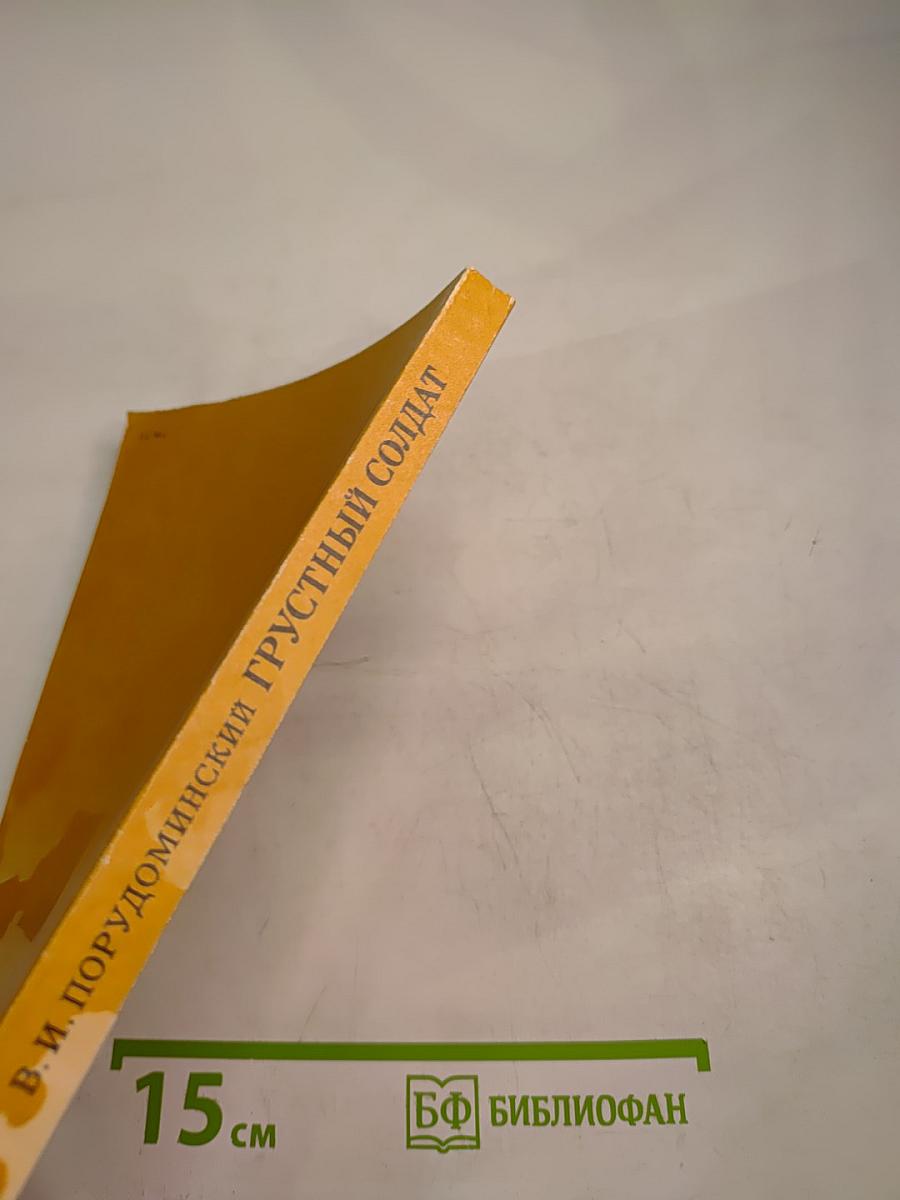 В. И. ПОРУДОМИНСКИЙ ГРУСТНЫЙ СОЛДАТ
15 см
БФ БИБЛИОФАН